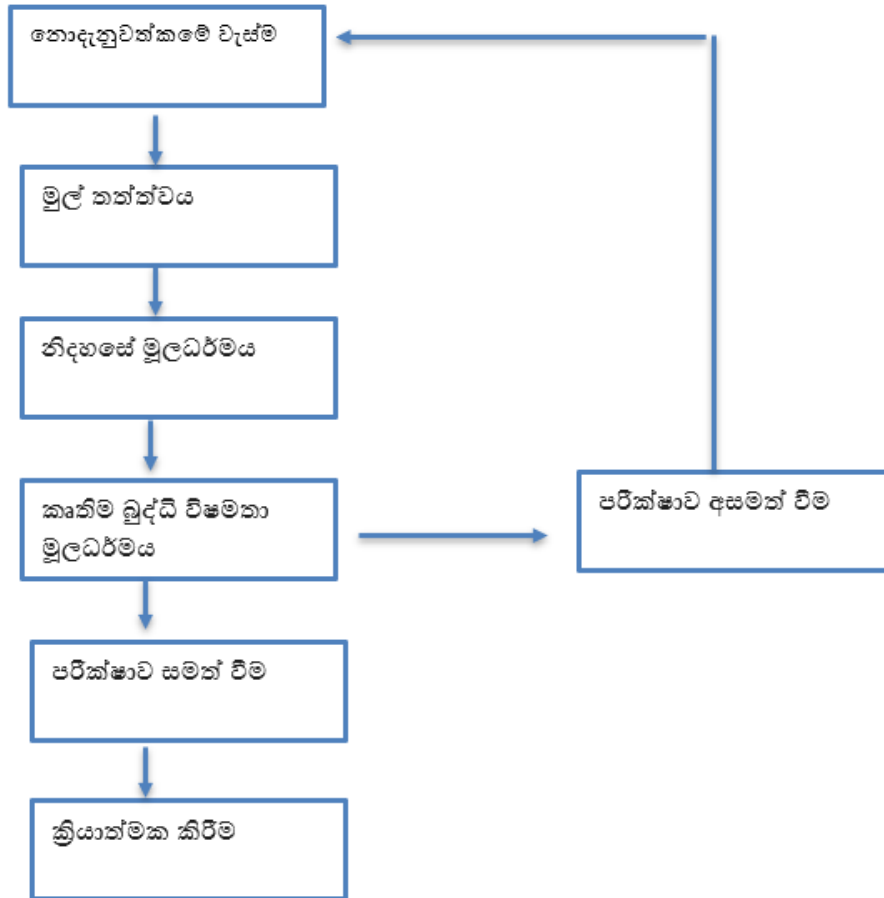 නොදැනුවත්කමේ වැස්ම
මුල් තත්ත්වය
නිදහසේ මූලධර්මය
කෘතිම බුද්ධි විෂමතා
මූලධර්මය
පරීක්ෂාව අසමත් වීම
පරීක්ෂාව සමත් වීම
ක්‍රියාත්මක කිරීම